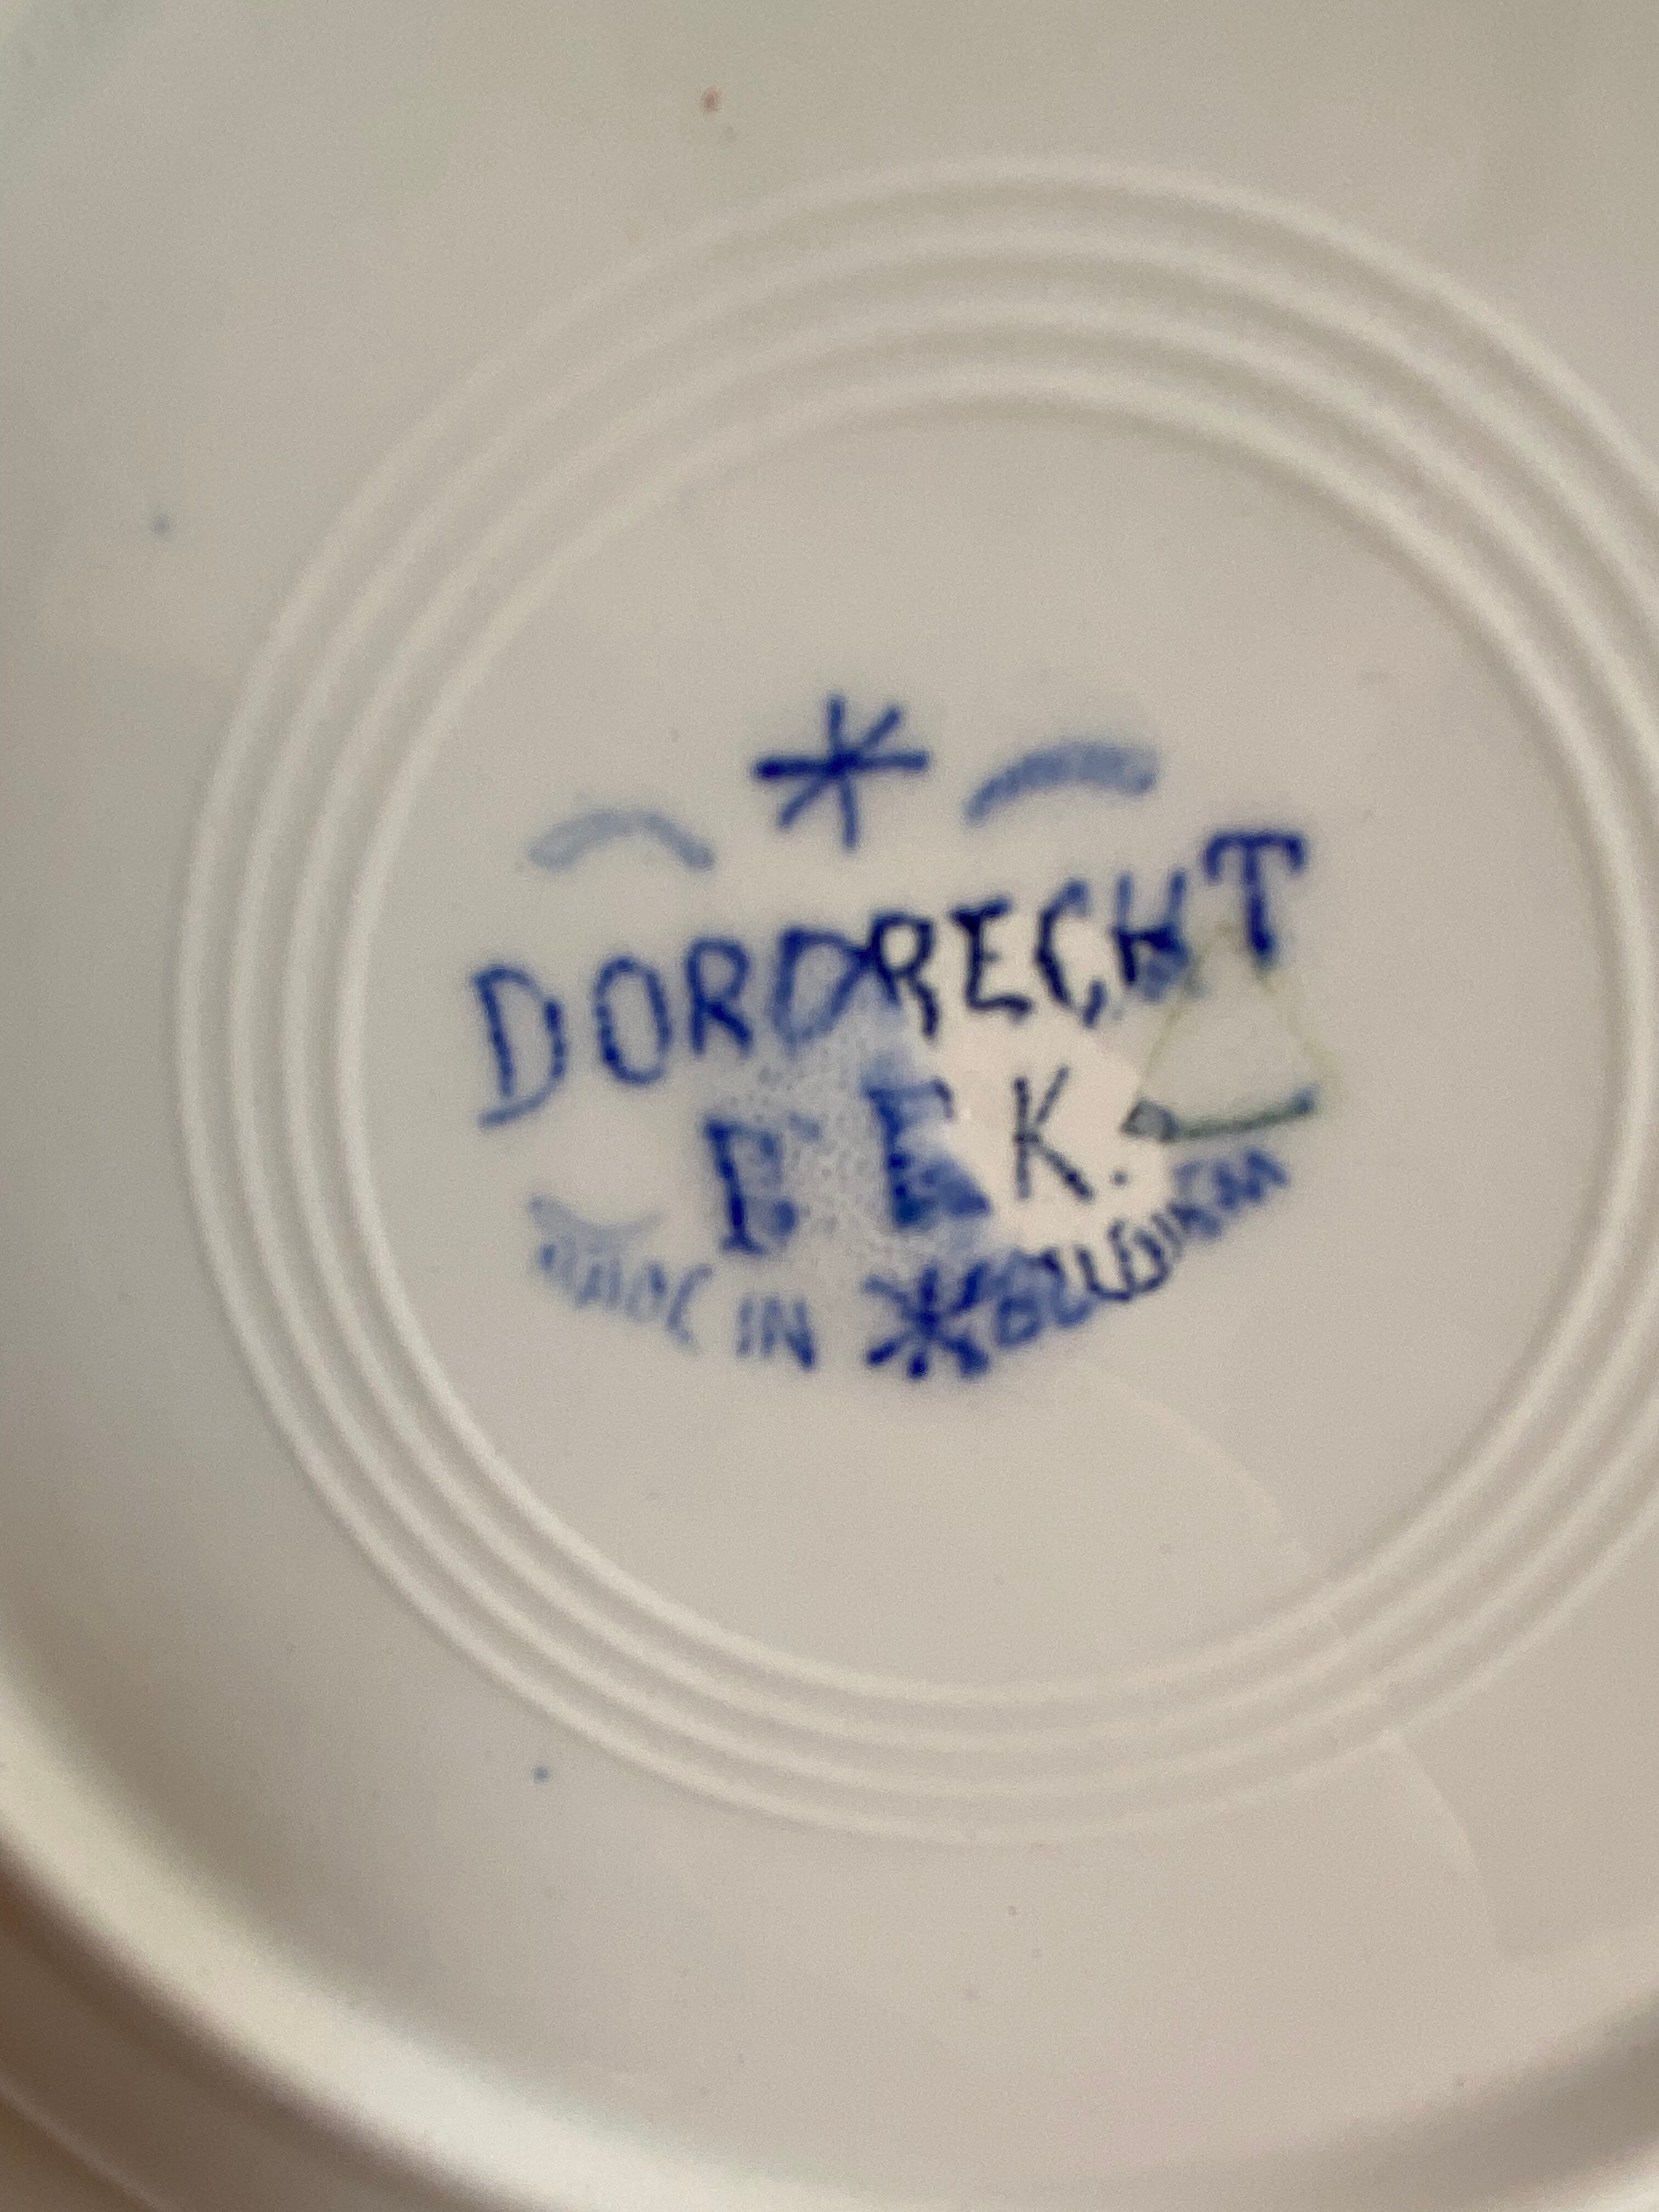 DORDRECHT
K.
MADE IN BELGIUM